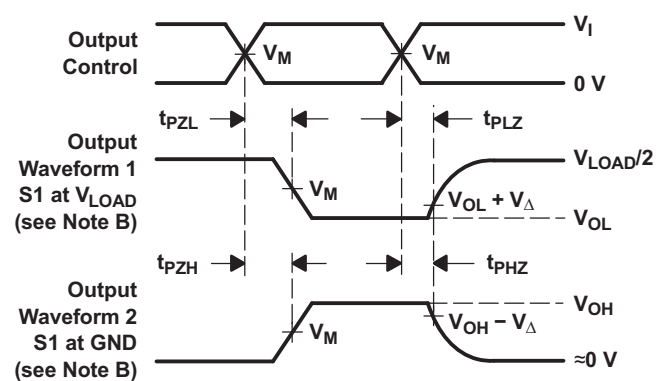 Output
Control
V_I
V_M
V_M
0 V
t_PZL
t_PLZ
Output
Waveform 1
S1 at V_LOAD
(see Note B)
V_LOAD/2
V_M
V_OL + V_Δ
V_OL
t_PZH
t_PHZ
Output
Waveform 2
S1 at GND
(see Note B)
V_OH
V_M
V_OH − V_Δ
≈0 V